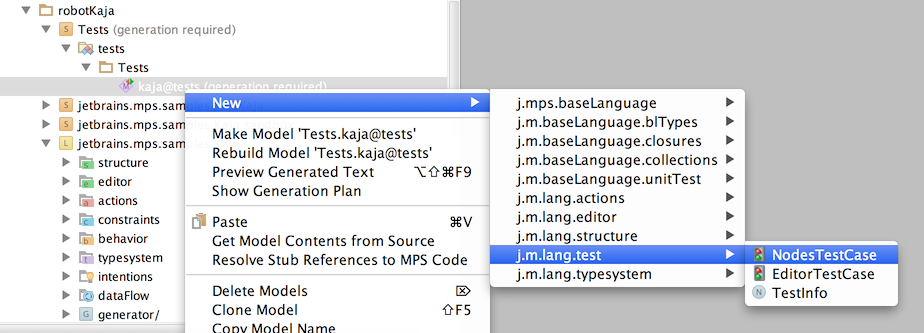 robotKaja
Tests (generation required)
tests
Tests
kaja@tests (generation required)
jetbrains.mps.sam
jetbrains.mps.sam
jetbrains.mps.sam
structure
editor
actions
constraints
behavior
typesystem
intentions
dataFlow
generator/
New
Make Model 'Tests.kaja@tests'
Rebuild Model 'Tests.kaja@tests'
Preview Generated Text ⌥⇧⌘F9
Show Generation Plan
Paste ⌘V
Get Model Contents from Source
Resolve Stub References to MPS Code
Delete Models ⌦
Clone Model ⇧F5
Copy Model Name
j.mps.baseLanguage
j.m.baseLanguage.blTypes
j.m.baseLanguage.closures
j.m.baseLanguage.collections
j.m.baseLanguage.unitTest
j.m.lang.actions
j.m.lang.editor
j.m.lang.structure
j.m.lang.test
j.m.lang.typesystem
NodesTestCase
EditorTestCase
TestInfo